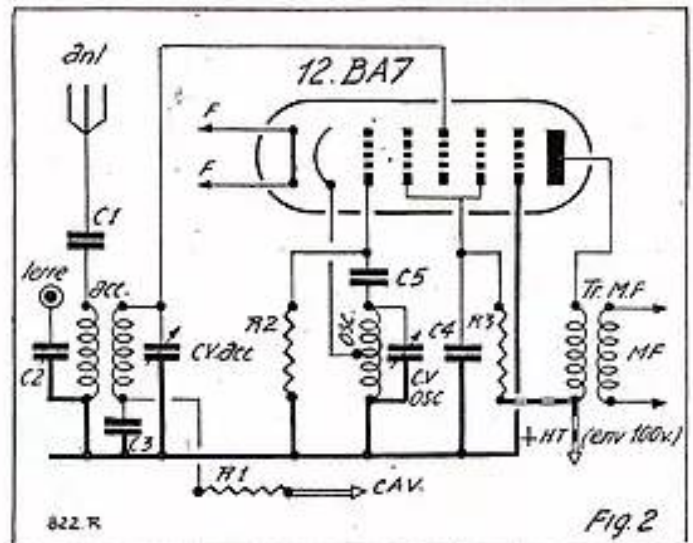 Ant
12.BA7
F
F
C1
Terre
acc.
C5
Tr. M.F
R2
osc.
C4
R3
CV.acc
C2
C.V
osc
MF
C3
+HT (env 100v.)
R1
CAV.
822.R
Fig. 2